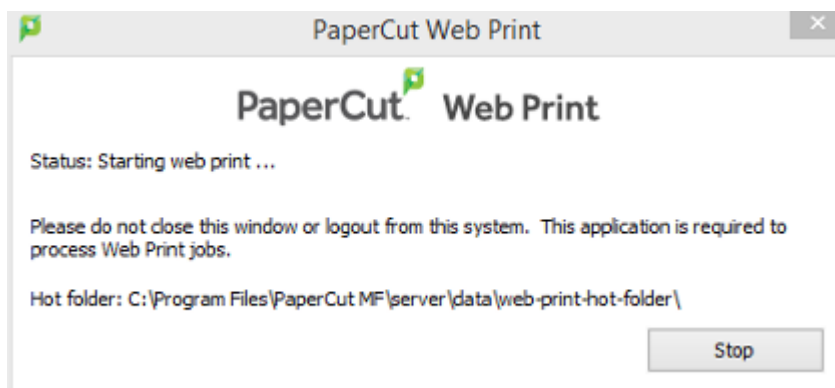 PaperCut Web Print
PaperCut Web Print
Status: Starting web print ...
Please do not close this window or logout from this system. This application is required to
process Web Print jobs.
Hot folder: C:\Program Files\PaperCut MF\server\data\web-print-hot-folder\
Stop